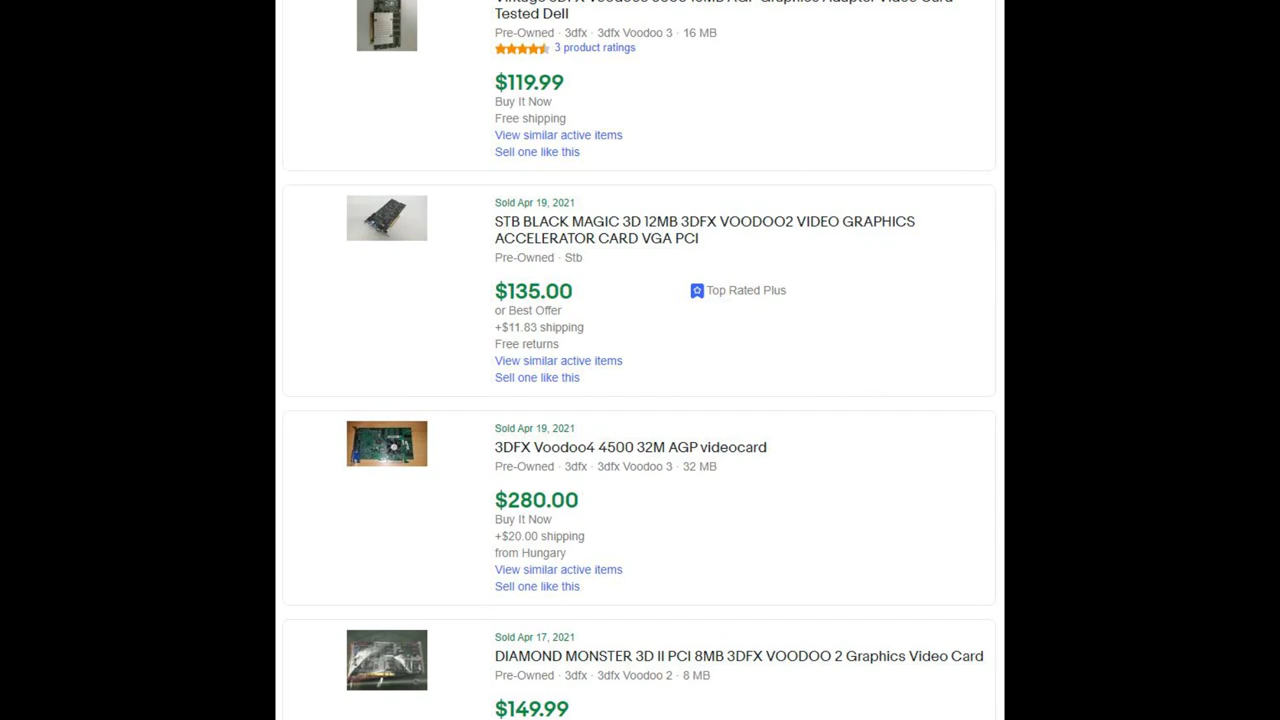 Tested Dell
Pre-Owned · 3dfx · 3dfx Voodoo 3 · 16 MB
3 product ratings
$119.99
Buy It Now
Free shipping
View similar active items
Sell one like this
Sold Apr 19, 2021
STB BLACK MAGIC 3D 12MB 3DFX VOODOO2 VIDEO GRAPHICS
ACCELERATOR CARD VGA PCI
Pre-Owned · Stb
$135.00
Top Rated Plus
or Best Offer
+$11.83 shipping
Free returns
View similar active items
Sell one like this
Sold Apr 19, 2021
3DFX Voodoo4 4500 32M AGP videocard
Pre-Owned · 3dfx · 3dfx Voodoo 3 · 32 MB
$280.00
Buy It Now
+$20.00 shipping
from Hungary
View similar active items
Sell one like this
Sold Apr 17, 2021
DIAMOND MONSTER 3D II PCI 8MB 3DFX VOODOO 2 Graphics Video Card
Pre-Owned · 3dfx · 3dfx Voodoo 2 · 8 MB
$149.99